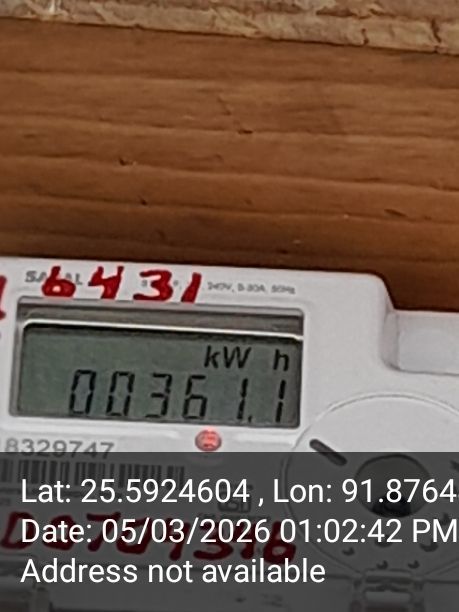 6431
240V, 5-30A, 50Hz
kW h
00361.1
8329747
Lat: 25.5924604 , Lon: 91.8764
Date: 05/03/2026 01:02:42 PM
Address not available